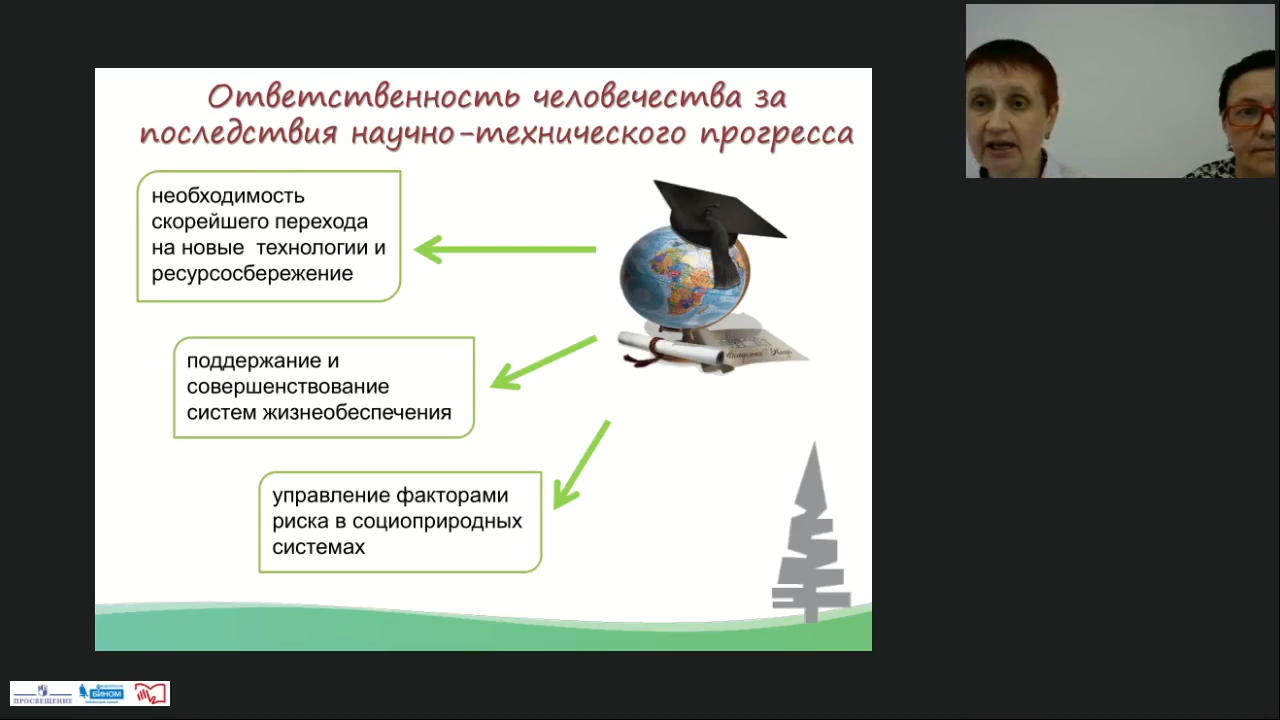 Ответственность человечества за
последствия научно-технического прогресса
необходимость
скорейшего перехода
на новые технологии и
ресурсосбережение
поддержание и
совершенствование
систем жизнеобеспечения
управление факторами
риска в социоприродных
системах
ПРОСВЕЩЕНИЕ
БИНОМ